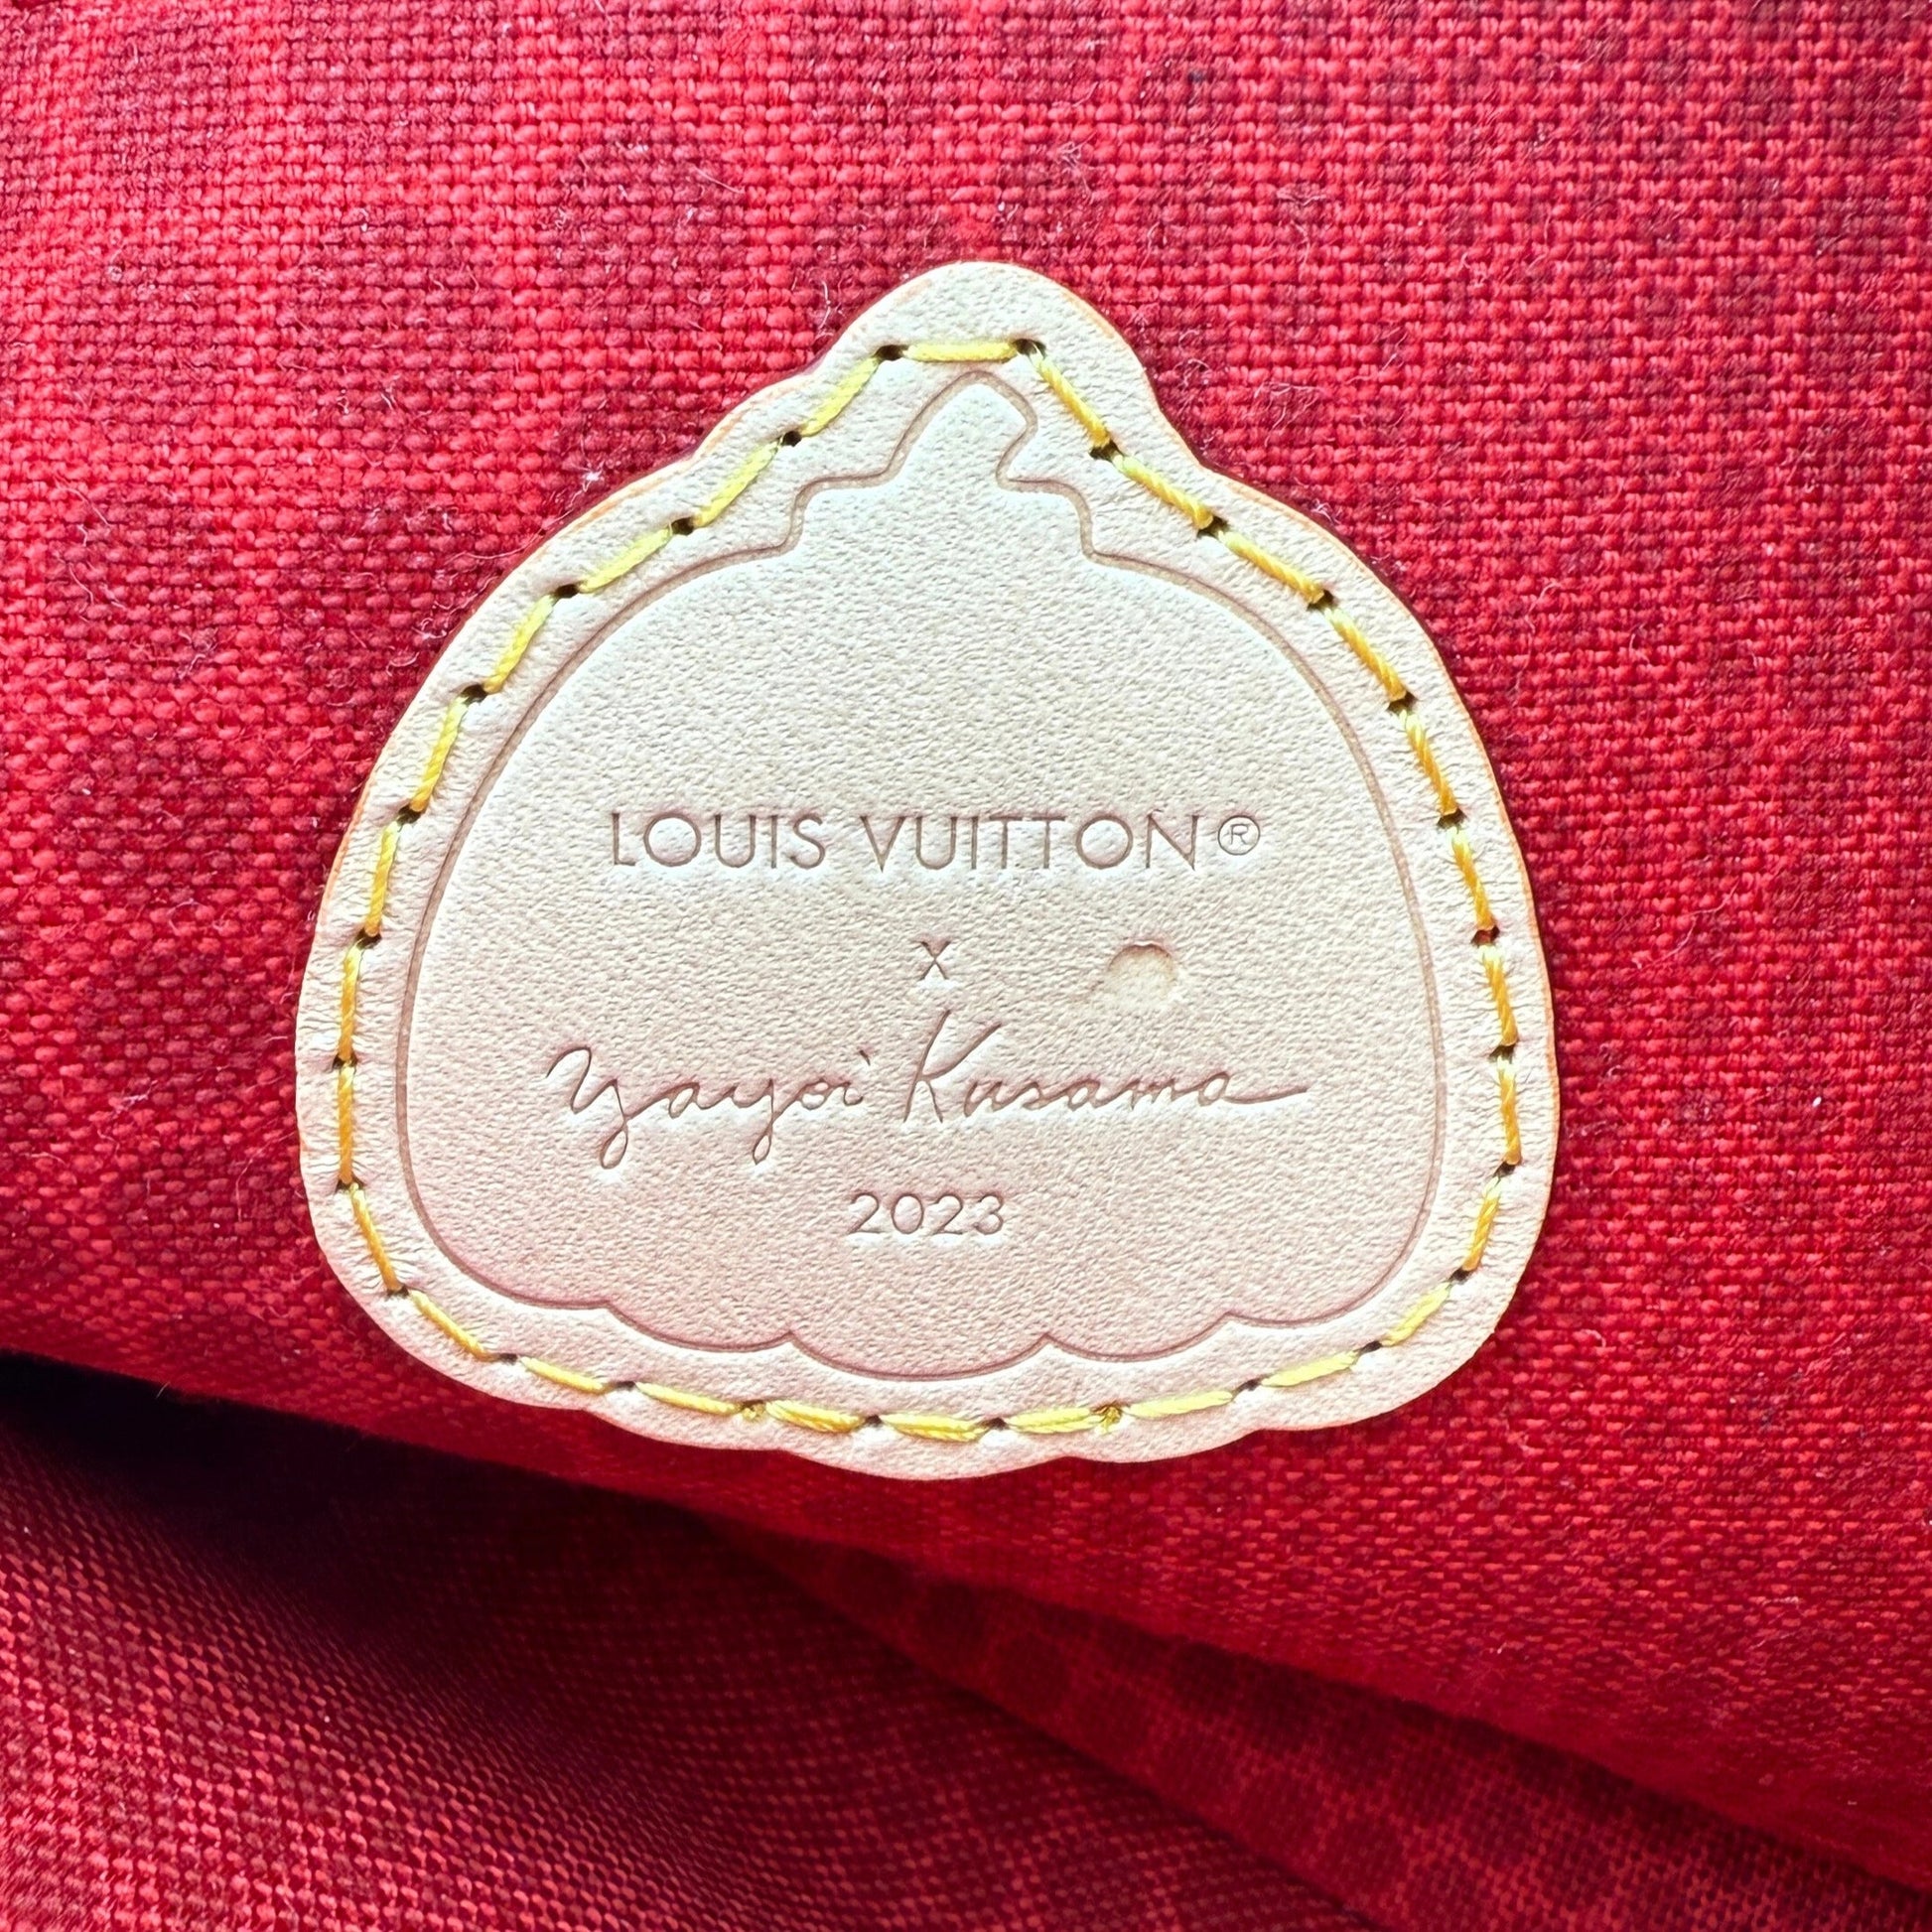 LOUIS VUITTON®
x
Yayoi Kusama
2023